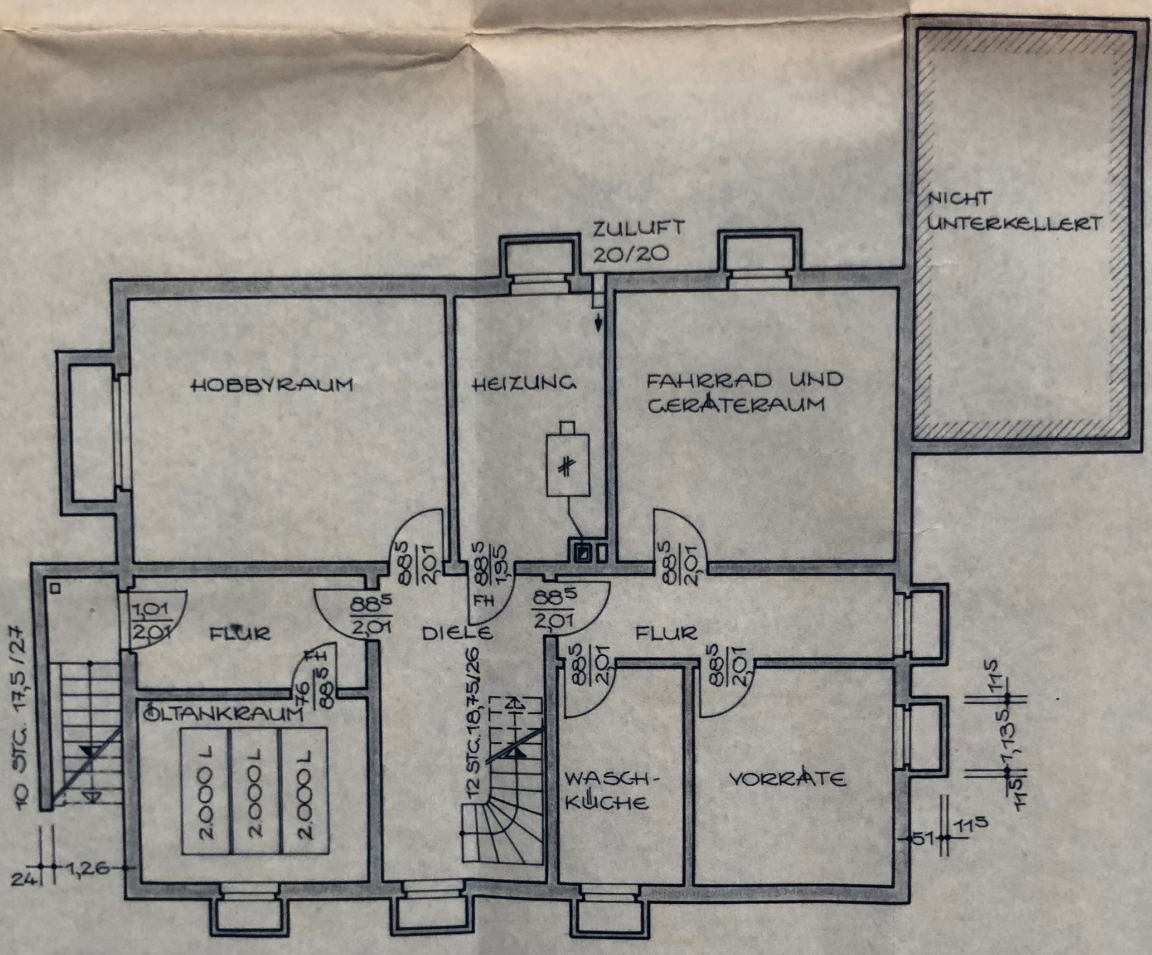 NICHT
UNTERKELLERT
ZULUFT
20/20
HOBBYRAUM
HEIZUNG
FAHRRAD UND
GERÄTERAUM
88⁵
2,01
88⁵
1,95
FH
88⁵
2,01
1,01
2,01
FLUR
88⁵
2,01
DIELE
88⁵
2,01
FLUR
FH
76
88⁵
88⁵
2,01
88⁵
2,01
ÖLTANKRAUM
2.000 L
2.000 L
2.000 L
10 STG. 17,5/27
12 STG. 18,75/26
WASCH-
KÜCHE
VORRÄTE
11⁵
1,13⁵
11⁵
51
11⁵
24
1,26